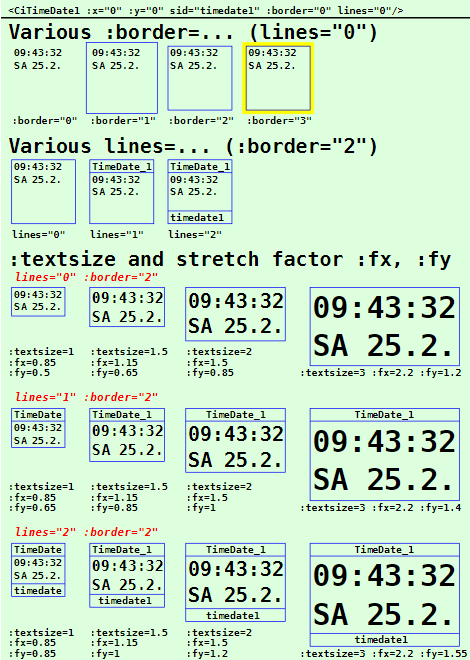 <CiTimeDate1 :x="0" :y="0" sid="timedate1" :border="0" lines="0"/>
Various :border=... (lines="0")
09:43:32 09:43:32 09:43:32 09:43:32
SA 25.2. SA 25.2. SA 25.2. SA 25.2.
:border="0" :border="1" :border="2" :border="3"
Various lines=... (:border="2")
09:43:32 TimeDate_1 TimeDate_1
SA 25.2. 09:43:32 09:43:32
SA 25.2. SA 25.2.
timedate1
lines="0" lines="1" lines="2"
:textsize and stretch factor :fx, :fy
lines="0" :border="2"
09:43:32 09:43:32 09:43:32 09:43:32
SA 25.2. SA 25.2. SA 25.2. SA 25.2.
:textsize=1 :textsize=1.5 :textsize=2
:fx=0.85 :fx=1.15 :fx=1.5
:fy=0.5 :fy=0.65 :fy=0.85 :textsize=3 :fx=2.2 :fy=1.2
lines="1" :border="2"
TimeDate TimeDate_1 TimeDate_1 TimeDate_1
09:43:32 09:43:32 09:43:32 09:43:32
SA 25.2. SA 25.2. SA 25.2. SA 25.2.
:textsize=1 :textsize=1.5 :textsize=2
:fx=0.85 :fx=1.15 :fx=1.5
:fy=0.65 :fy=0.85 :fy=1 :textsize=3 :fx=2.2 :fy=1.4
lines="2" :border="2"
TimeDate TimeDate_1 TimeDate_1 TimeDate_1
09:43:32 09:43:32 09:43:32 09:43:32
SA 25.2. SA 25.2. SA 25.2. SA 25.2.
timedate timedate1 timedate1 timedate1
:textsize=1 :textsize=1.5 :textsize=2
:fx=0.85 :fx=1.15 :fx=1.5
:fy=0.85 :fy=1 :fy=1.2 :textsize=3 :fx=2.2 :fy=1.55